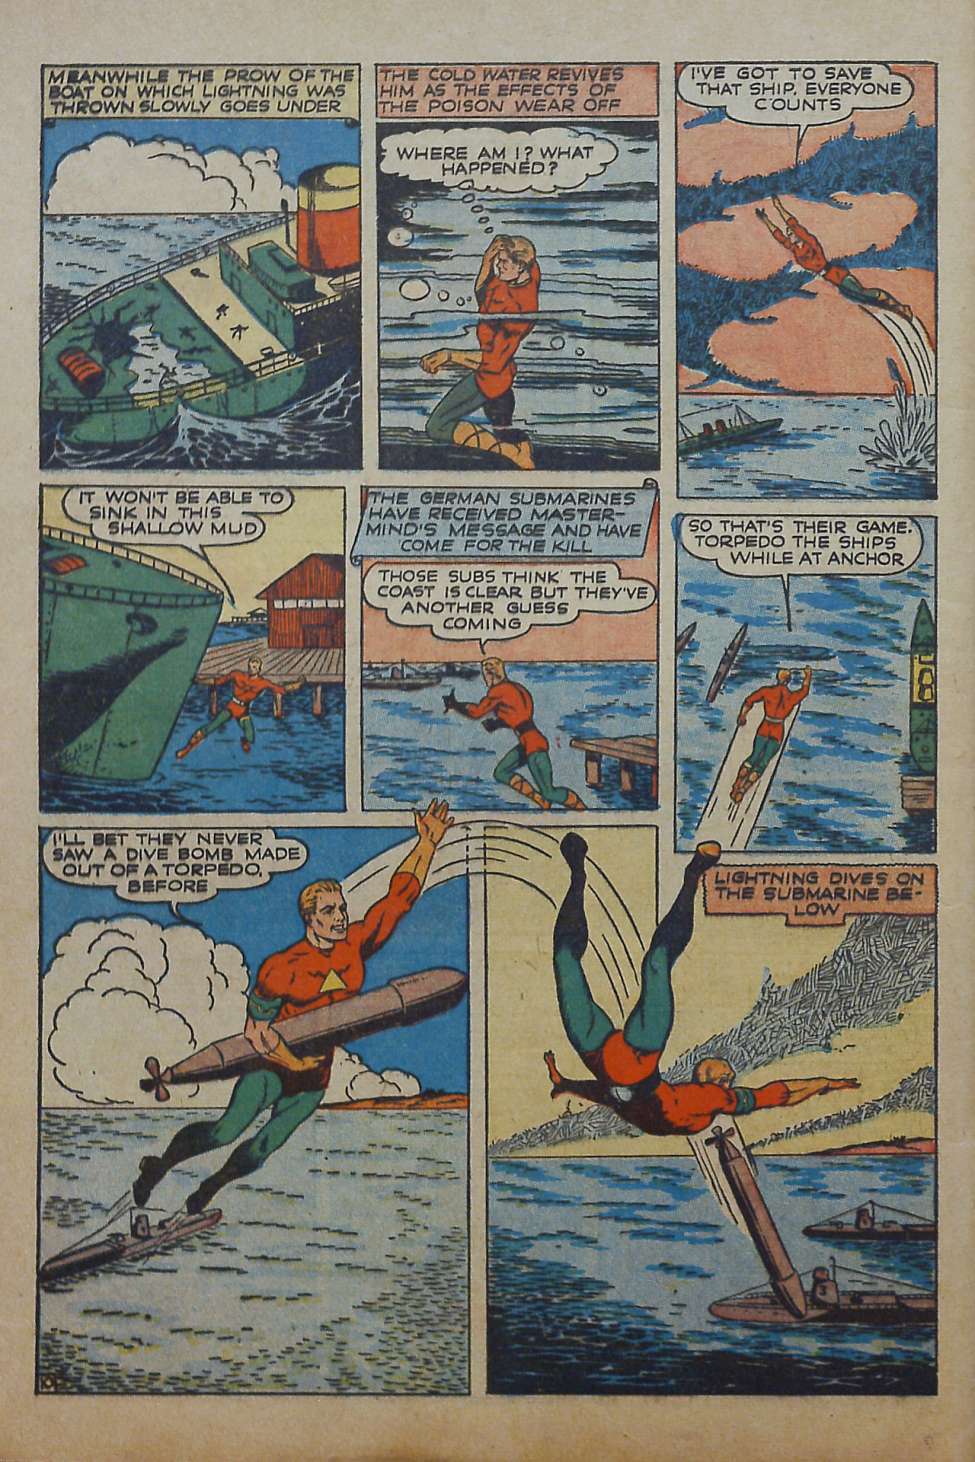 MEANWHILE THE PROW OF THE
BOAT ON WHICH LIGHTNING WAS
THROWN SLOWLY GOES UNDER
THE COLD WATER REVIVES
HIM AS THE EFFECTS OF
THE POISON WEAR OFF
WHERE AM I? WHAT
HAPPENED?
I'VE GOT TO SAVE
THAT SHIP. EVERYONE
COUNTS
IT WON'T BE ABLE TO
SINK IN THIS
SHALLOW MUD
THE GERMAN SUBMARINES
HAVE RECEIVED MASTER-
MIND'S MESSAGE AND HAVE
COME FOR THE KILL
THOSE SUBS THINK THE
COAST IS CLEAR BUT THEY'VE
ANOTHER GUESS
COMING
SO THAT'S THEIR GAME.
TORPEDO THE SHIPS
WHILE AT ANCHOR
I'LL BET THEY NEVER
SAW A DIVE BOMB MADE
OUT OF A TORPEDO,
BEFORE
LIGHTNING DIVES ON
THE SUBMARINE BE-
LOW
3